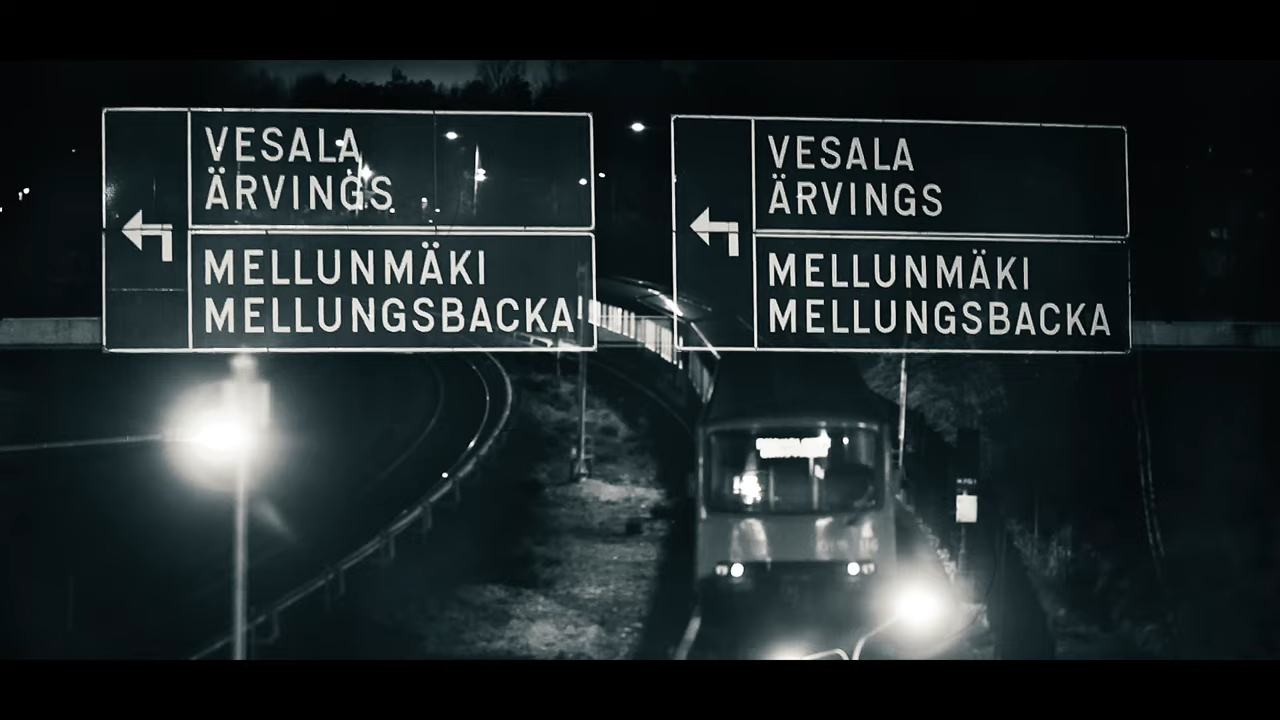 VESALA
ÄRVINGS
MELLUNMÄKI
MELLUNGSBACKA
VESALA
ÄRVINGS
MELLUNMÄKI
MELLUNGSBACKA